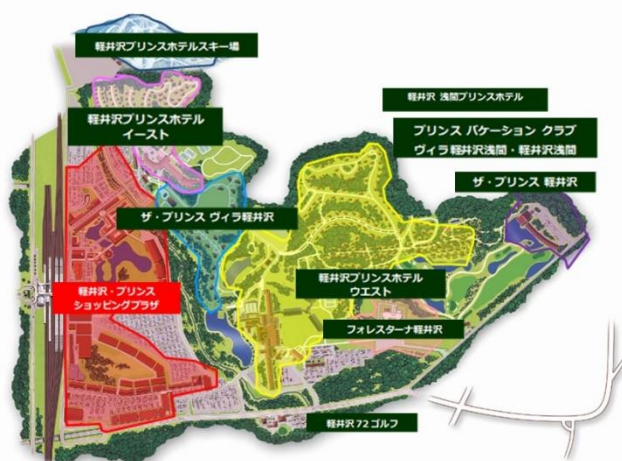 軽井沢プリンスホテルスキー場
軽井沢 浅間プリンスホテル
軽井沢プリンスホテル
イースト
プリンス バケーション クラブ
ヴィラ軽井沢浅間・軽井沢浅間
ザ・プリンス 軽井沢
ザ・プリンス ヴィラ軽井沢
軽井沢プリンスホテル
ウエスト
軽井沢・プリンス
ショッピングプラザ
フォレスターナ軽井沢
軽井沢 72 ゴルフ